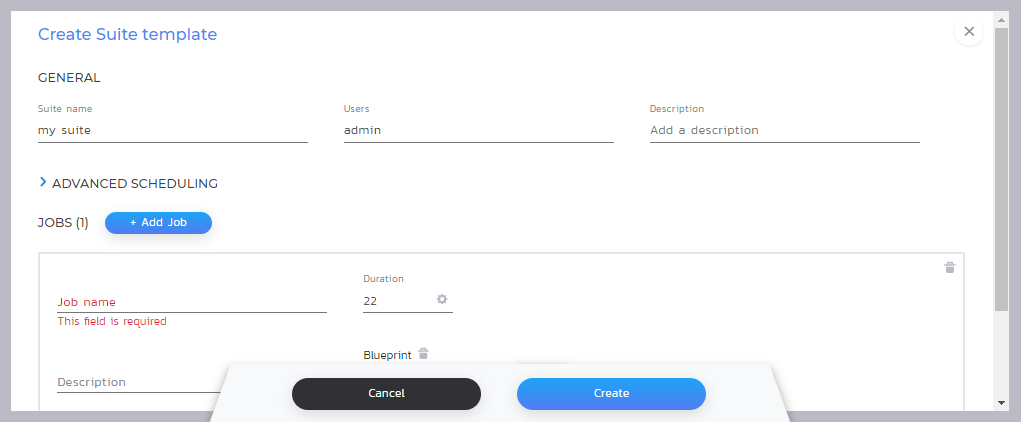 Create Suite template
GENERAL
Suite name
Users
Description
my suite
admin
Add a description
ADVANCED SCHEDULING
JOBS (1)
+ Add Job
Duration
Job name
22
This field is required
Blueprint
Description
Cancel
Create